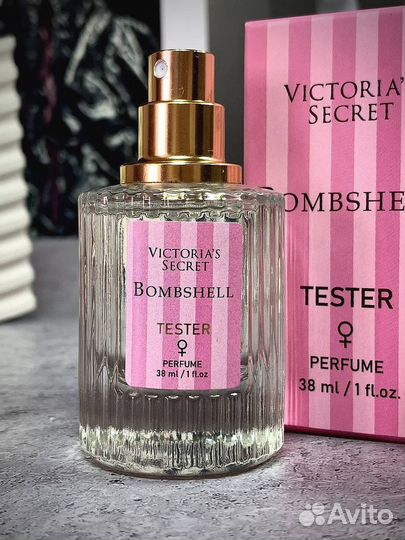 VICTORIA'S
SECRET
BOMBSHELL
TESTER
PERFUME
38 ml / 1 fl.oz.
VICTORIA'S
SECRET
OMBSHEL
TESTER
PERFUME
38 ml / 1 fl.oz.
Avito